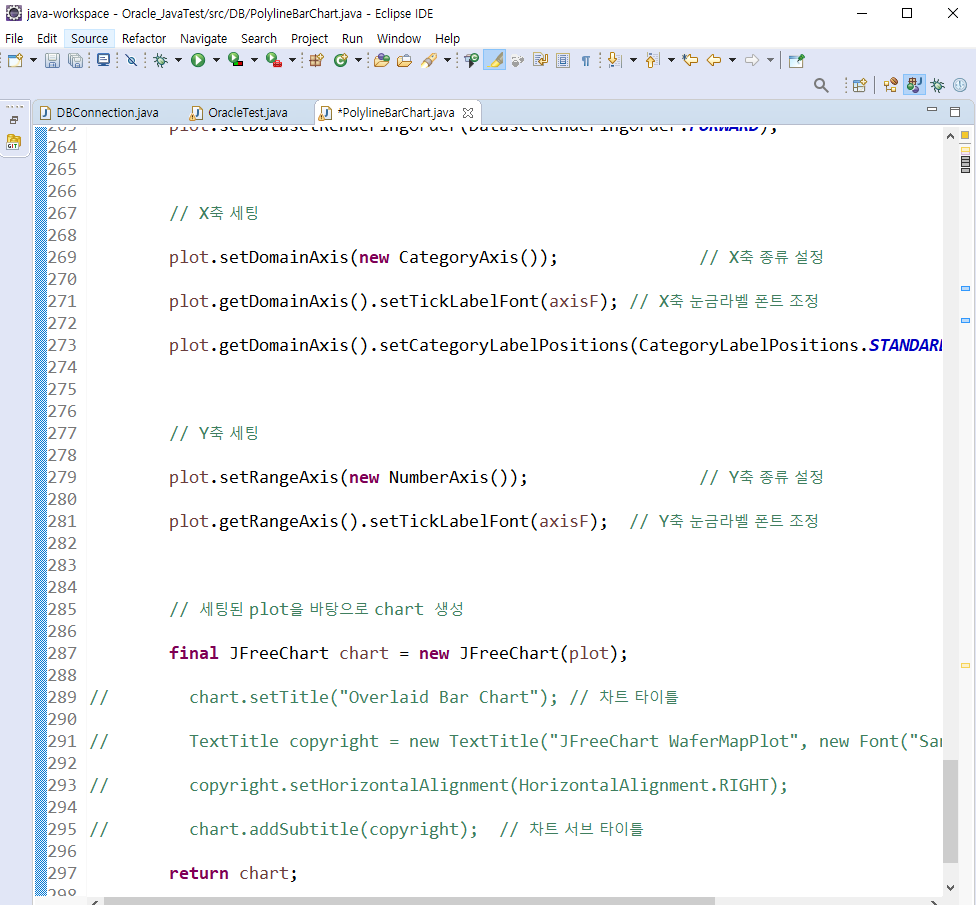 java-workspace - Oracle_JavaTest/src/DB/PolylineBarChart.java - Eclipse IDE
File Edit Source Refactor Navigate Search Project Run Window Help
DBConnection.java OracleTest.java *PolylineBarChart.java
GIT
263 plot.setDatasetRenderingOrder(DatasetRenderingOrder.FORWARD);
264
265
266
267 // X축 세팅
268
269 plot.setDomainAxis(new CategoryAxis()); // X축 종류 설정
270
271 plot.getDomainAxis().setTickLabelFont(axisF); // X축 눈금라벨 폰트 조정
272
273 plot.getDomainAxis().setCategoryLabelPositions(CategoryLabelPositions.STANDARD
274
275
276
277 // Y축 세팅
278
279 plot.setRangeAxis(new NumberAxis()); // Y축 종류 설정
280
281 plot.getRangeAxis().setTickLabelFont(axisF); // Y축 눈금라벨 폰트 조정
282
283
284
285 // 세팅된 plot을 바탕으로 chart 생성
286
287 final JFreeChart chart = new JFreeChart(plot);
288
289 // chart.setTitle("Overlaid Bar Chart"); // 차트 타이틀
290
291 // TextTitle copyright = new TextTitle("JFreeChart WaferMapPlot", new Font("San
292
293 // copyright.setHorizontalAlignment(HorizontalAlignment.RIGHT);
294
295 // chart.addSubtitle(copyright); // 차트 서브 타이틀
296
297 return chart;
298